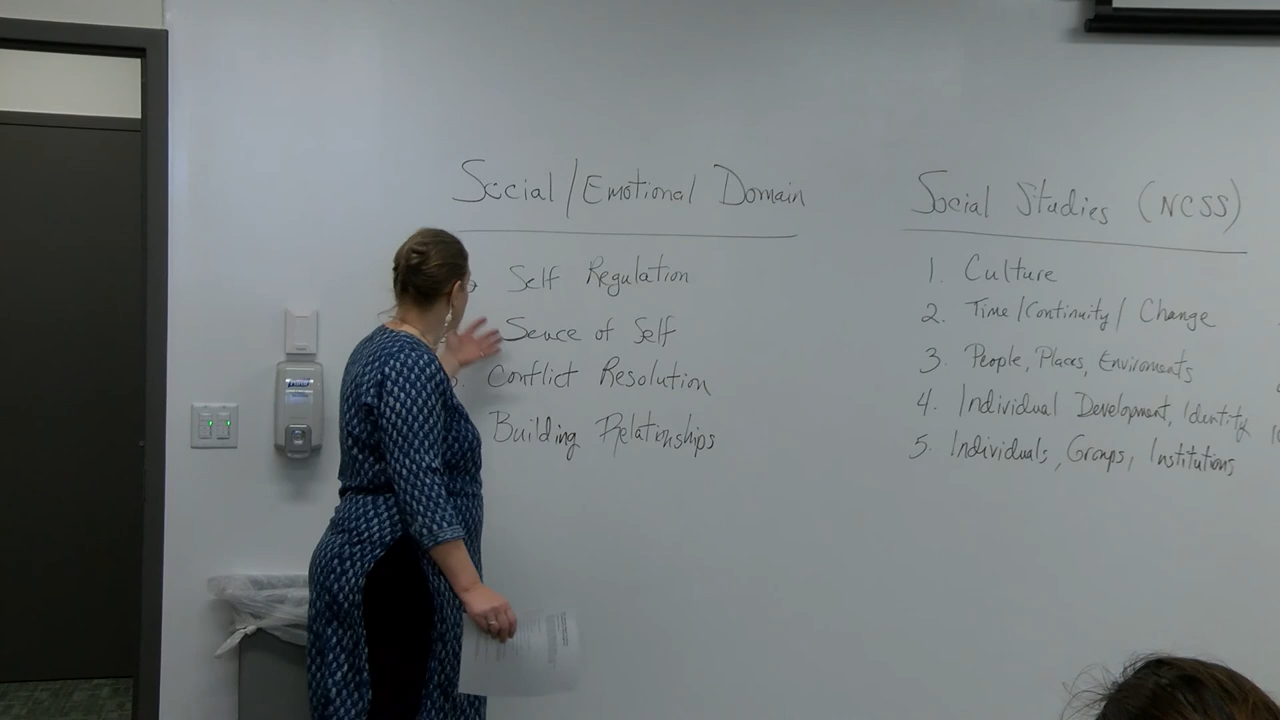 Social/Emotional Domain
Self Regulation
Sence of Self
Conflict Resolution
Building Relationships
Social Studies (NCSS)
1. Culture
2. Time/Continuity/Change
3. People, Places, Enviroments
4. Individual Development, Identity
5. Individuals, Groups, Institutions